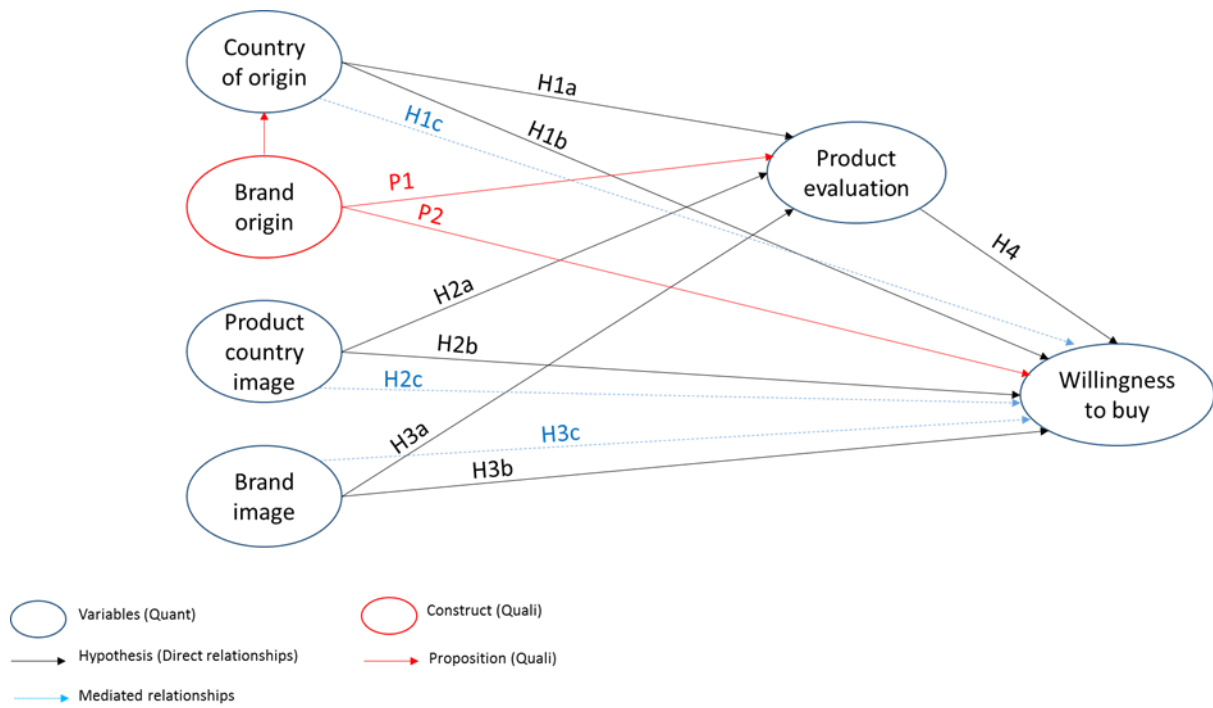 Country
of origin
H1a
H1c
H1b
Brand
origin
P1
P2
Product
evaluation
H4
Product
country
image
H2a
H2b
H2c
Willingness
to buy
Brand
image
H3a
H3c
H3b
Variables (Quant)
Construct (Quali)
Hypothesis (Direct relationships)
Proposition (Quali)
Mediated relationships